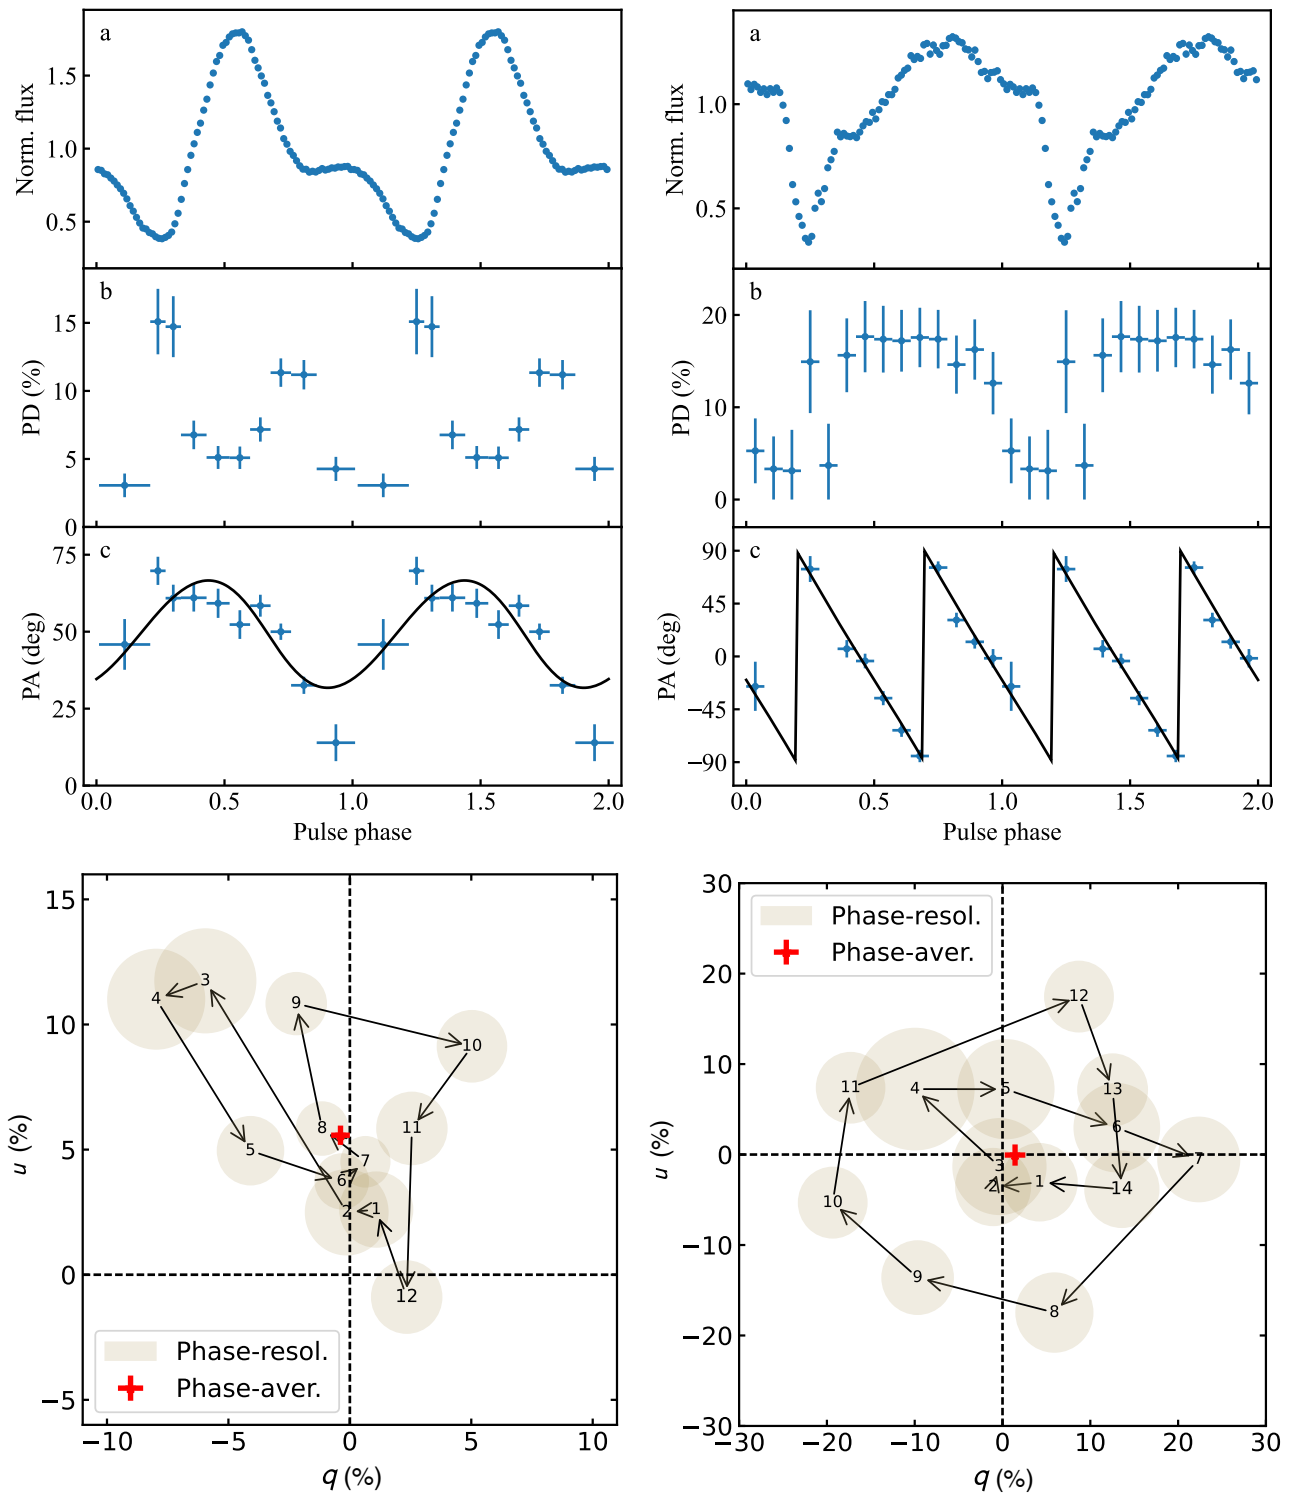 a
1.5
1.0
0.5
Norm. flux
b
15
10
5
0
PD (%)
c
75
50
25
0
PA (deg)
0.0 0.5 1.0 1.5 2.0
Pulse phase
a
1.0
0.5
Norm. flux
b
20
10
0
PD (%)
c
90
45
0
−45
−90
PA (deg)
0.0 0.5 1.0 1.5 2.0
Pulse phase
15
10
5
0
−5
u (%)
3
4
9
10
8
11
5
7
6
2
1
12
Phase-resol.
Phase-aver.
−10 −5 0 5 10
q (%)
30
20
10
0
−10
−20
−30
u (%)
Phase-resol.
Phase-aver.
12
11
4
5
13
6
7
3
2
1
14
10
9
8
−30 −20 −10 0 10 20 30
q (%)